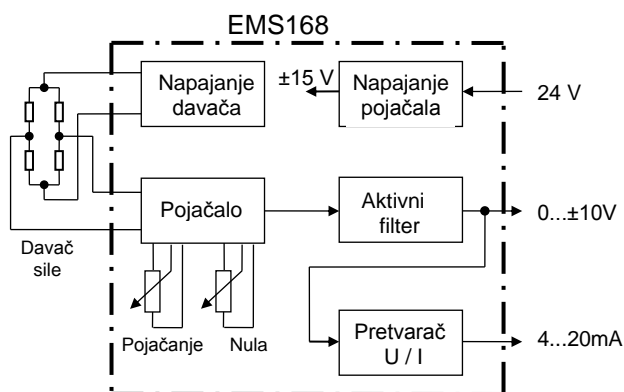 EMS168
Napajanje
davača
±15 V
Napajanje
pojačala
24 V
Pojačalo
Aktivni
filter
0...±10V
Davač
sile
Pojačanje
Nula
Pretvarač
U / I
4...20mA